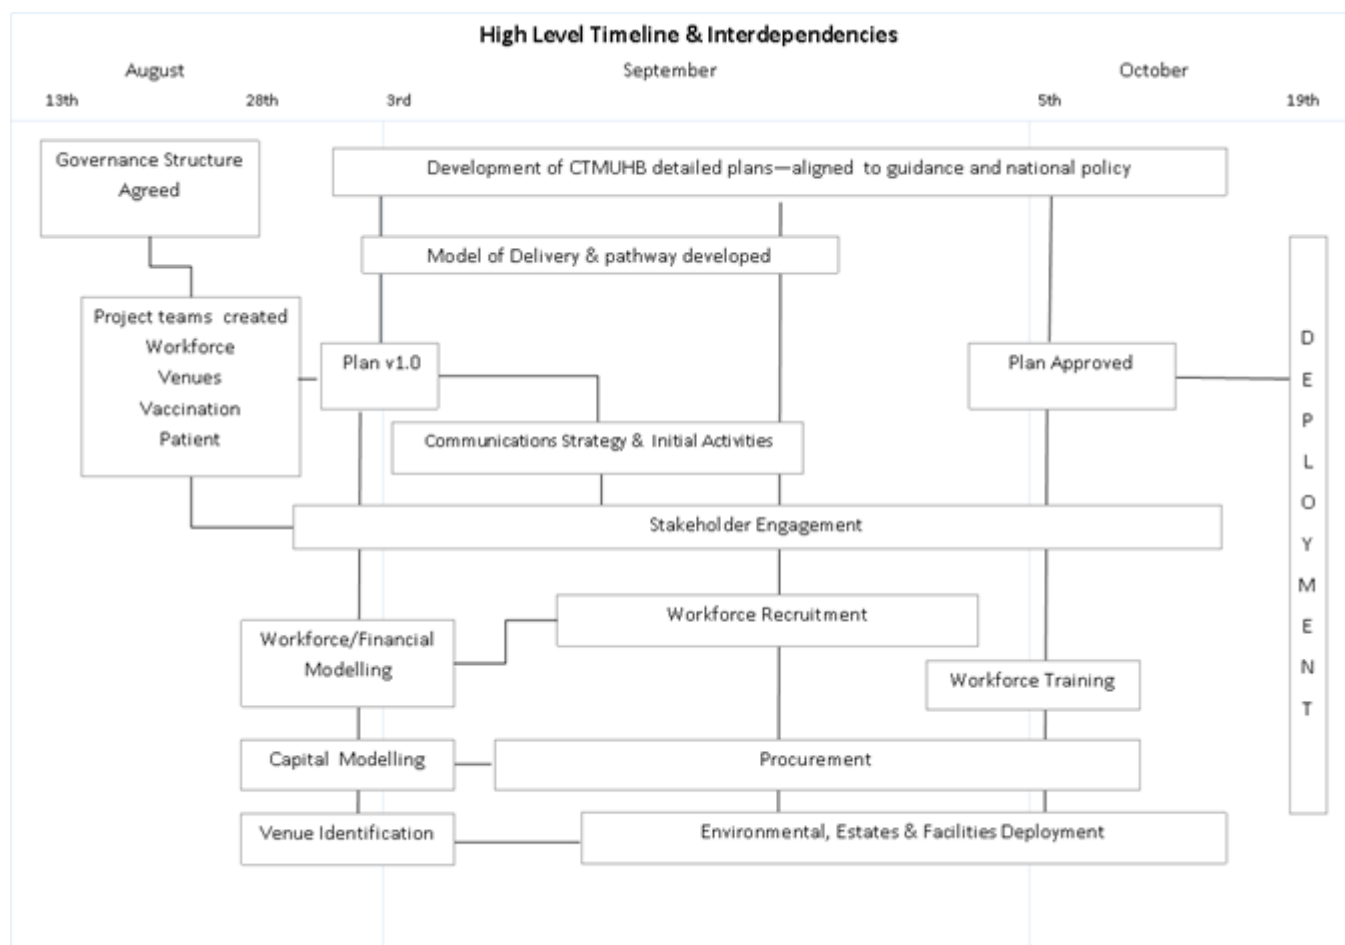 High Level Timeline & Interdependencies
August
September
October
13th
28th
3rd
5th
19th
Governance Structure
Agreed
Development of CTMUHB detailed plans—aligned to guidance and national policy
Model of Delivery & pathway developed
Project teams created
Workforce
Venues
Vaccination
Patient
Plan v1.0
Plan Approved
Communications Strategy & Initial Activities
Stakeholder Engagement
Workforce Recruitment
Workforce/Financial
Modelling
Workforce Training
Capital Modelling
Procurement
Venue Identification
Environmental, Estates & Facilities Deployment
D
E
P
L
O
Y
M
E
N
T